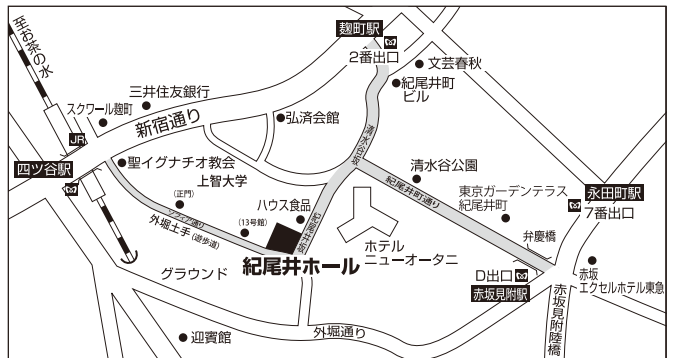 至お茶の水
麹町駅
2番出口
文芸春秋
三井住友銀行
スクワール麹町
紀尾井町
ビル
弘済会館
新宿通り
JR
四ツ谷駅
聖イグナチオ教会
上智大学
清水谷坂
清水谷公園
(正門)
ソフィア通り
ハウス食品
紀尾井町通り
東京ガーデンテラス
紀尾井町
永田町駅
7番出口
(13号館)
外堀土手(遊歩道)
紀尾井坂
弁慶橋
ホテル
ニューオータニ
紀尾井ホール
グラウンド
D出口
赤坂見附駅
赤坂
エクセルホテル東急
外堀通り
迎賓館
赤坂見附陸橋